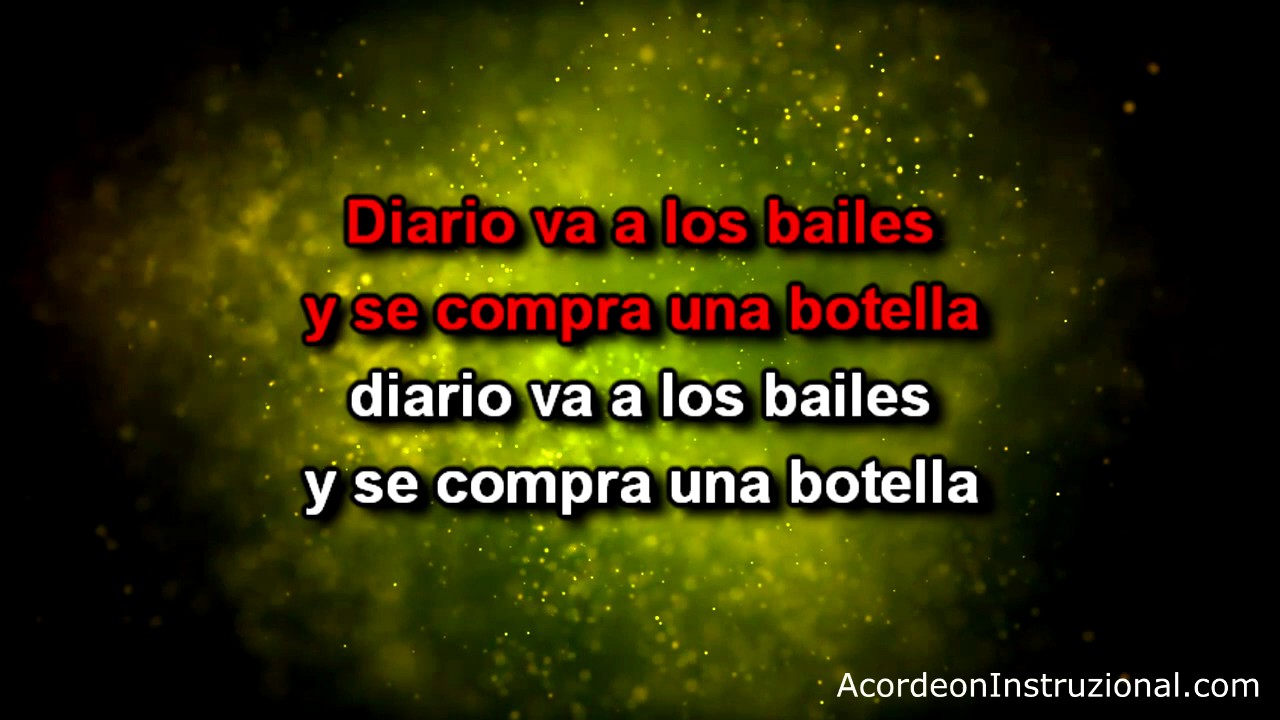 Diario va a los bailes
y se compra una botella
diario va a los bailes
y se compra una botella
AcordeonInstruzional.com